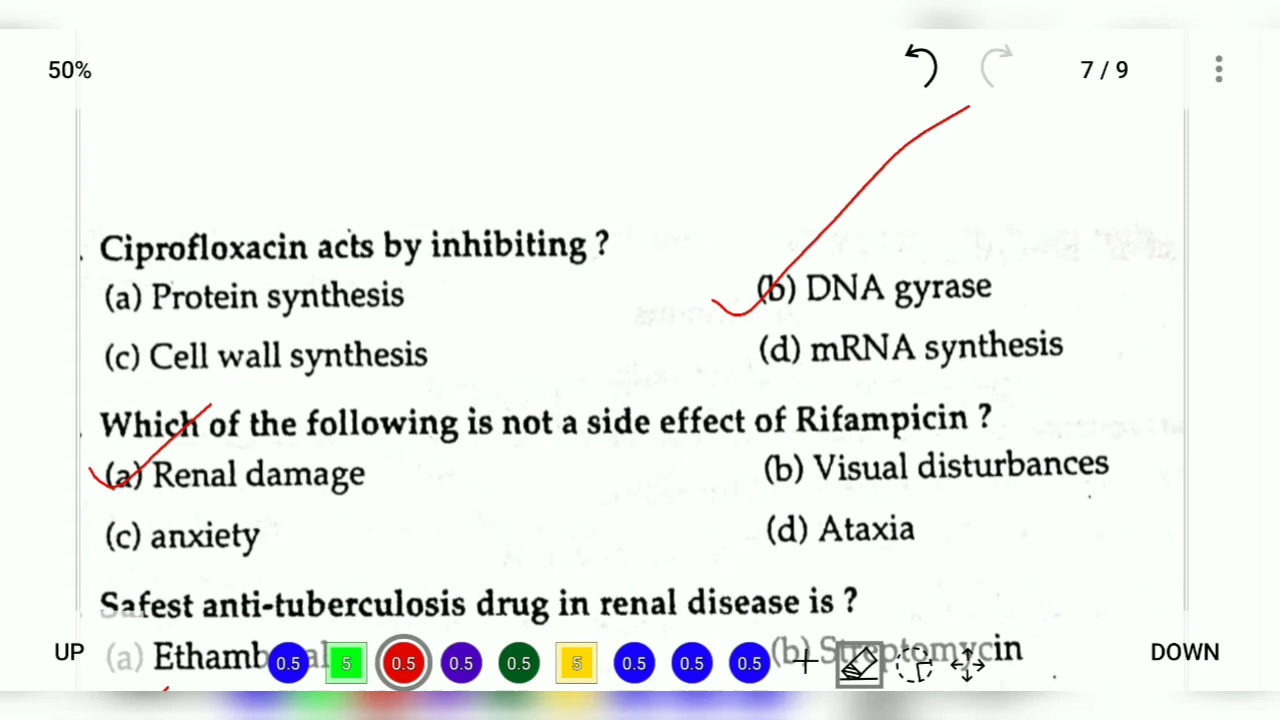 50%
7 / 9
Ciprofloxacin acts by inhibiting ?
(a) Protein synthesis
(b) DNA gyrase
(c) Cell wall synthesis
(d) mRNA synthesis
Which of the following is not a side effect of Rifampicin ?
(a) Renal damage
(b) Visual disturbances
(c) anxiety
(d) Ataxia
Safest anti-tuberculosis drug in renal disease is ?
UP
(a)
0.5
5
0.5
0.5
0.5
5
0.5
0.5
0.5
(b) Streptomycin
DOWN